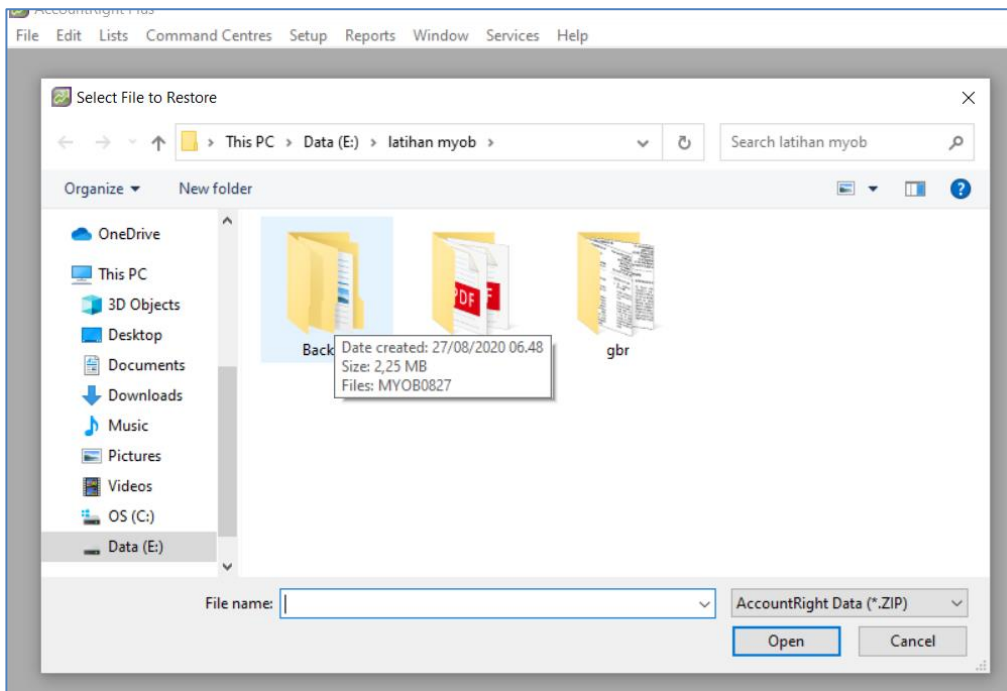 AccountRight Plus
File Edit Lists Command Centres Setup Reports Window Services Help
Select File to Restore
This PC > Data (E:) > latihan myob >
Search latihan myob
Organize
New folder
OneDrive
This PC
3D Objects
Desktop
Documents
Downloads
Music
Pictures
Videos
OS (C:)
Data (E:)
PDF
Back
gbr
Date created: 27/08/2020 06.48
Size: 2,25 MB
Files: MYOB0827
File name:
AccountRight Data (*.ZIP)
Open
Cancel